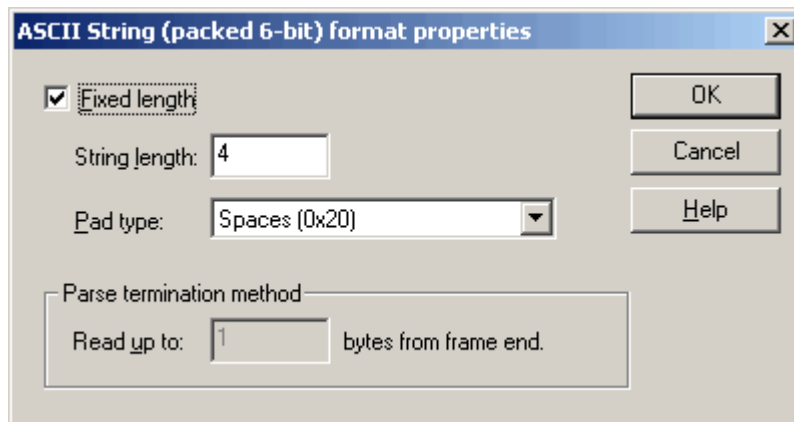 ASCII String (packed 6-bit) format properties
Fixed length
OK
String length: 4
Cancel
Pad type: Spaces (0x20)
Help
Parse termination method
Read up to: 1 bytes from frame end.